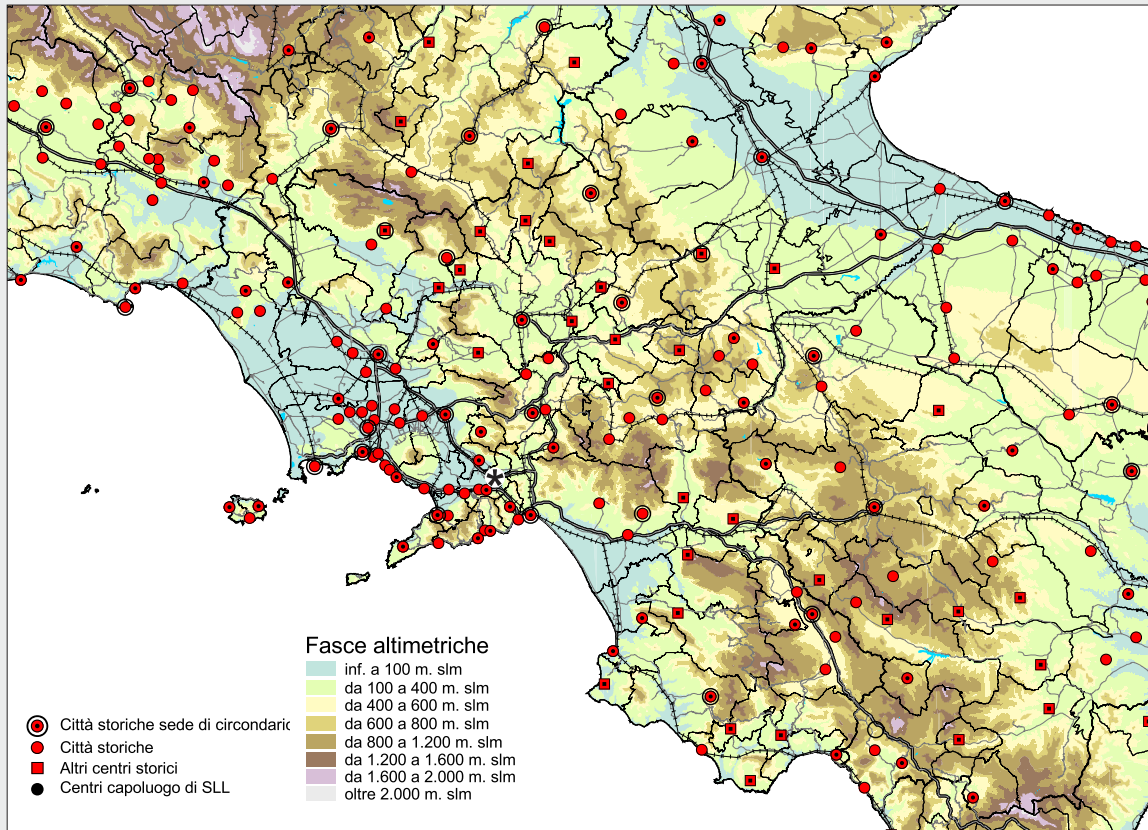 Fasce altimetriche
inf. a 100 m. slm
da 100 a 400 m. slm
da 400 a 600 m. slm
da 600 a 800 m. slm
da 800 a 1.200 m. slm
da 1.200 a 1.600 m. slm
da 1.600 a 2.000 m. slm
oltre 2.000 m. slm
Città storiche sede di circondaric
Città storiche
Altri centri storici
Centri capoluogo di SLL
*